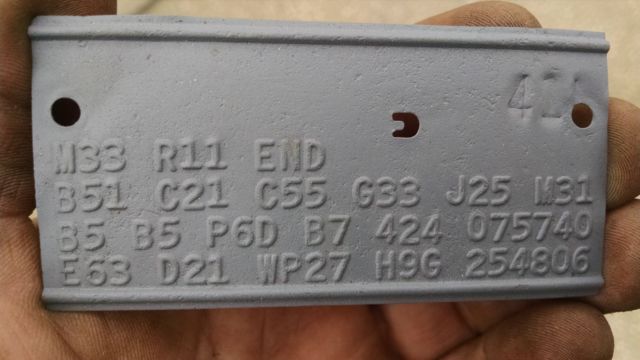 M33 R11 END
B51 C21 C55 G33 J25 M31
B5 B5 P6D B7 424 075740
E63 D21 WP27 H9G 254806